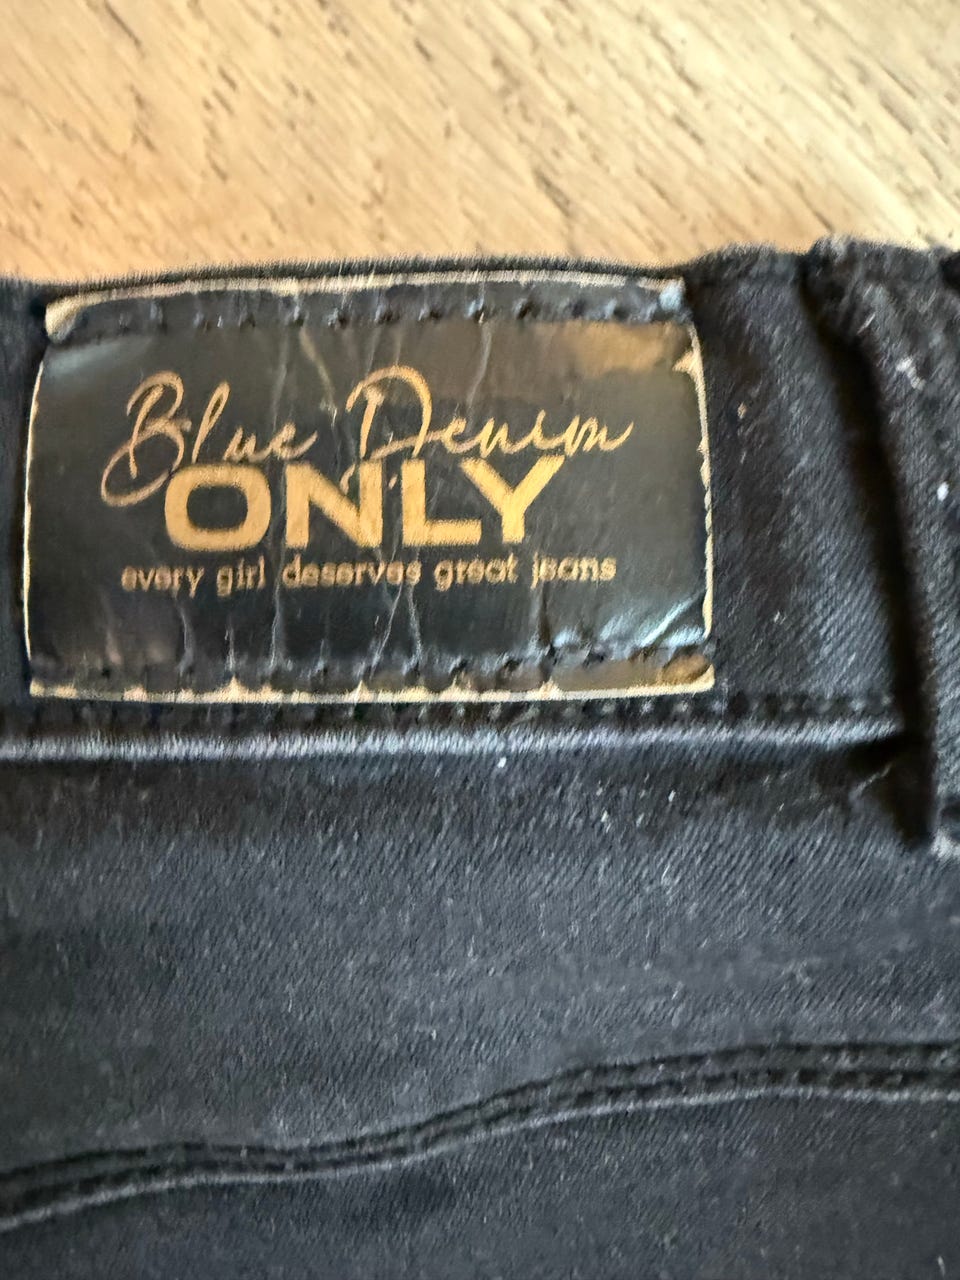 Blue Denim
ONLY
every girl deserves great jeans